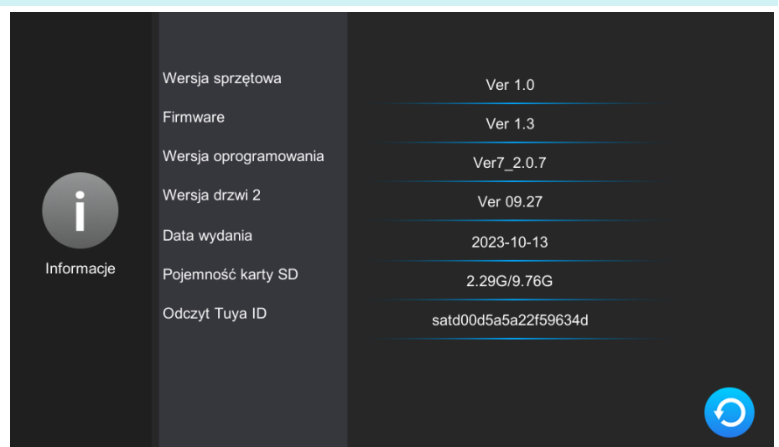 Wersja sprzętowa Ver 1.0
Firmware Ver 1.3
Wersja oprogramowania Ver7_2.0.7
Wersja drzwi 2 Ver 09.27
Data wydania 2023-10-13
Informacje
Pojemność karty SD 2.29G/9.76G
Odczyt Tuya ID satd00d5a5a22f59634d